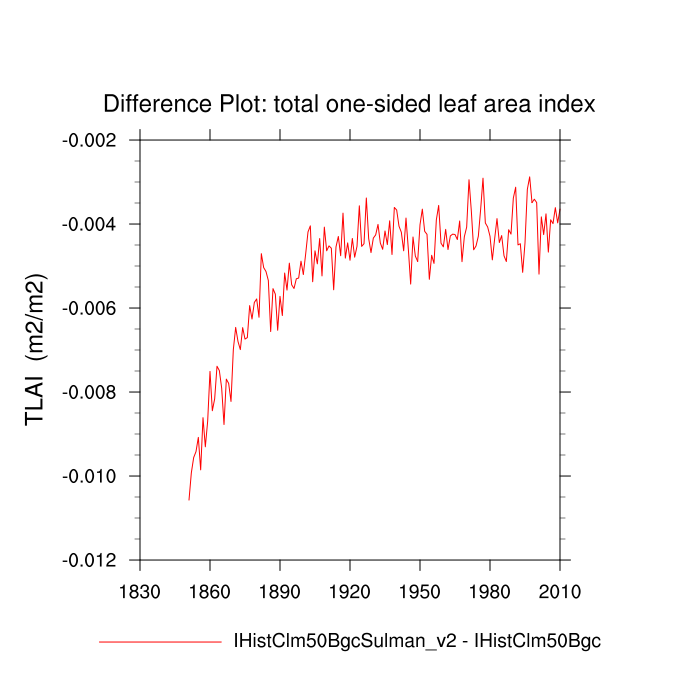 Difference Plot: total one-sided leaf area index
-0.002
-0.004
-0.006
-0.008
-0.010
-0.012
TLAI (m2/m2)
1830 1860 1890 1920 1950 1980 2010
IHistClm50BgcSulman_v2 - IHistClm50Bgc